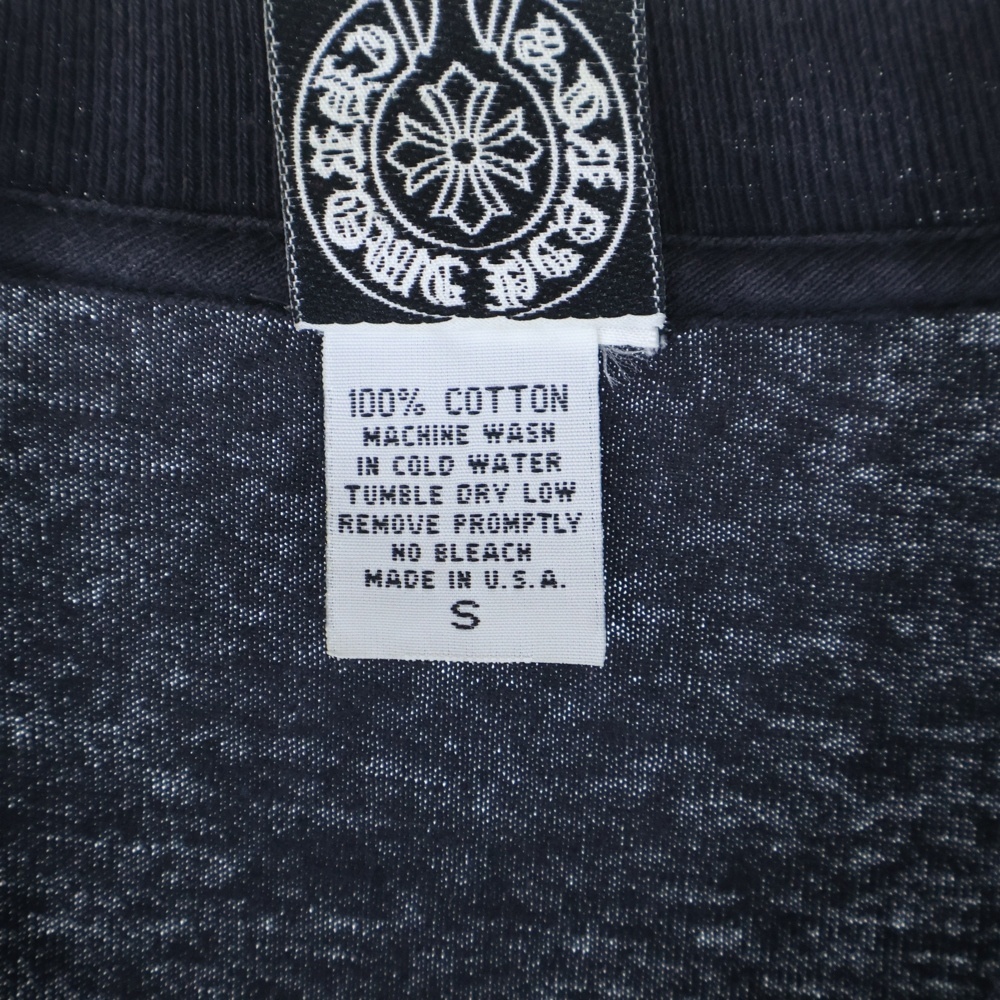 100% COTTON
MACHINE WASH
IN COLD WATER
TUMBLE DRY LOW
REMOVE PROMPTLY
NO BLEACH
MADE IN U.S.A.
S